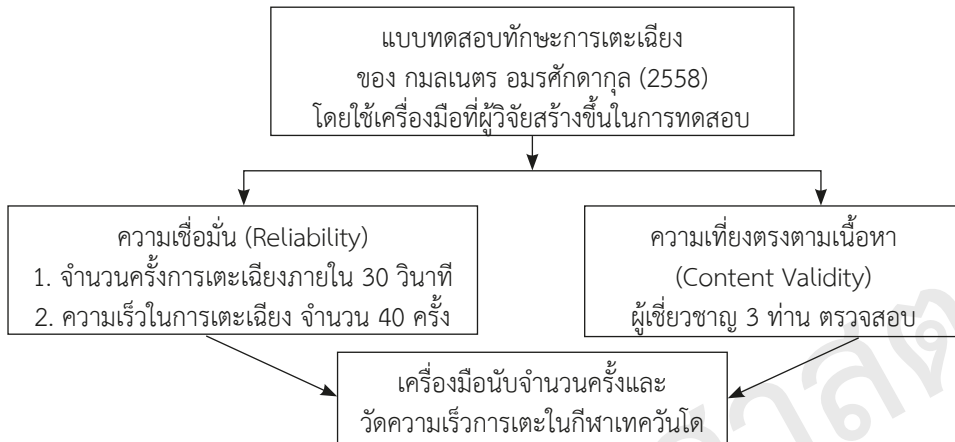 แบบทดสอบทักษะการเตะเฉียง
ของ กมลเนตร อมรศักดากุล (2558)
โดยใช้เครื่องมือที่ผู้วิจัยสร้างขึ้นในการทดสอบ
ความเชื่อมั่น (Reliability)
1. จำนวนครั้งการเตะเฉียงภายใน 30 วินาที
2. ความเร็วในการเตะเฉียง จำนวน 40 ครั้ง
ความเที่ยงตรงตามเนื้อหา
(Content Validity)
ผู้เชี่ยวชาญ 3 ท่าน ตรวจสอบ
เครื่องมือนับจำนวนครั้งและ
วัดความเร็วการเตะในกีฬาเทควันโด